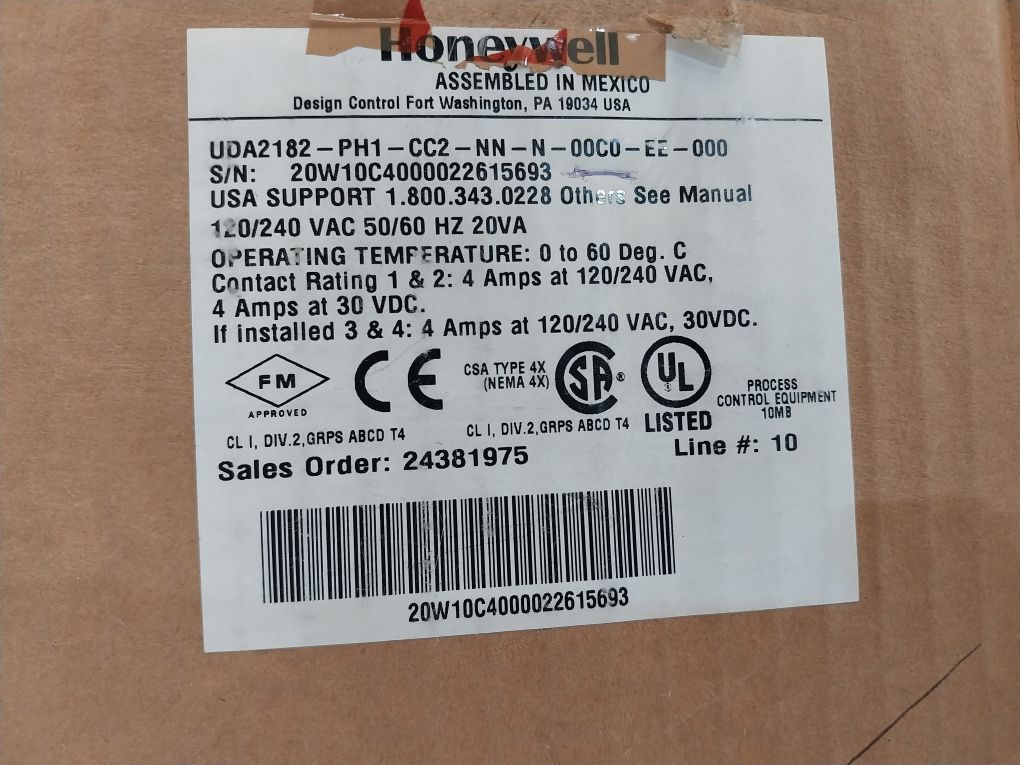 Honeywell
ASSEMBLED IN MEXICO
Design Control Fort Washington, PA 19034 USA
UDA2182-PH1-CC2-NN-N-00C0-EE-000
S/N: 20W10C4000022615693
USA SUPPORT 1.800.343.0228 Others See Manual
120/240 VAC 50/60 HZ 20VA
OPERATING TEMPERATURE: 0 to 60 Deg. C
Contact Rating 1 & 2: 4 Amps at 120/240 VAC,
4 Amps at 30 VDC.
If installed 3 & 4: 4 Amps at 120/240 VAC, 30VDC.
FM
APPROVED
CL I, DIV.2,GRPS ABCD T4
CE
CSA TYPE 4X
(NEMA 4X)
SA®
CL I, DIV.2,GRPS ABCD T4
UL®
LISTED
PROCESS
CONTROL EQUIPMENT
10MB
Sales Order: 24381975
Line #: 10
20W10C4000022615693